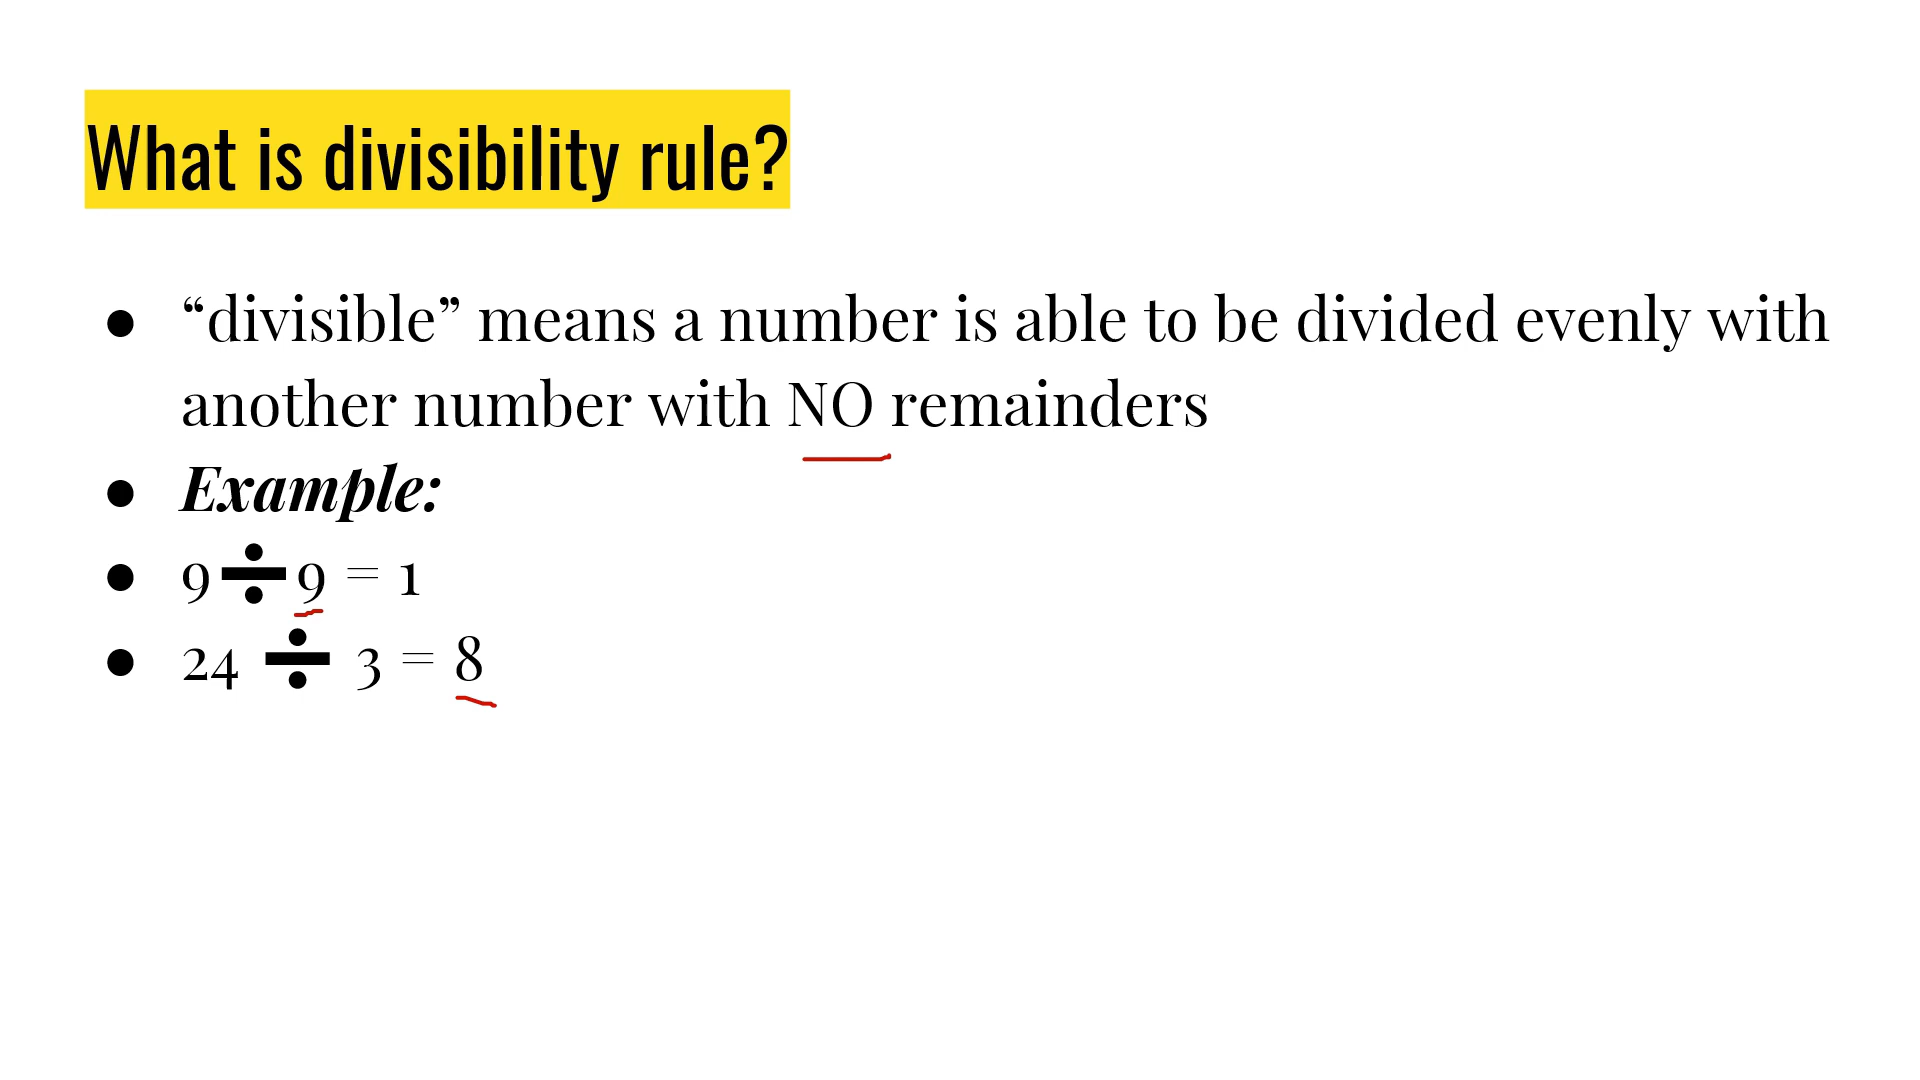 What is divisibility rule?
● “divisible” means a number is able to be divided evenly with
another number with NO remainders
● Example:
● 9 ÷ 9 = 1
● 24 ÷ 3 = 8